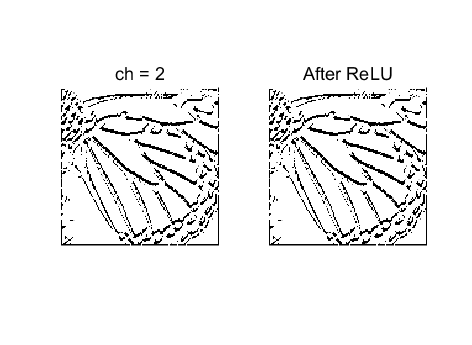 ch = 2
After ReLU